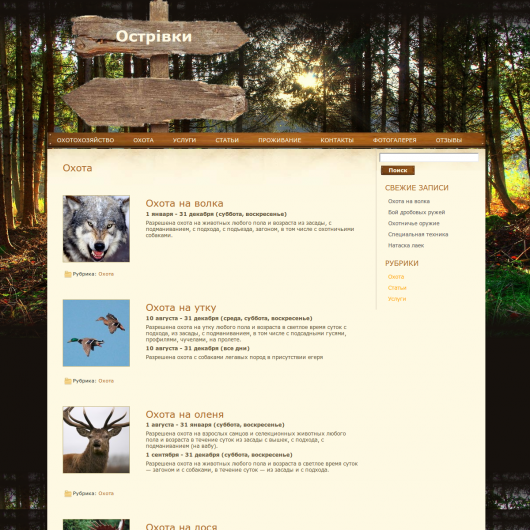 Острівки
ОХОТОХОЗЯЙСТВО ОХОТА УСЛУГИ СТАТЬИ ПРОЖИВАНИЕ КОНТАКТЫ ФОТОГАЛЕРЕЯ ОТЗЫВЫ
Охота
Охота на волка
1 января - 31 декабря (суббота, воскресенье)
Разрешена охота на животных любого пола и возраста из засады, с
подманиванием, с подхода, с подъезда, загоном, в том числе с охотничьими
собаками.
Рубрика: Охота
Охота на утку
10 августа - 31 декабря (среда, суббота, воскресенье)
Разрешена охота на утку любого пола и возраста в светлое время суток с
подхода, из засады, с подманиванием, в том числе с подсадными гусями,
профилями, чучелами, на пролете.
10 августа - 31 декабря (все дни)
Разрешена охота с собаками легавых пород в присутствии егеря
Рубрика: Охота
Охота на оленя
1 августа - 31 января (суббота, воскресенье)
Разрешена охота на взрослых самцов и селекционных животных любого
пола и возраста в течение суток из засады с вышек, с подхода, с
подманиванием (на вабу).
1 сентября - 31 декабря (суббота, воскресенье)
Разрешена охота на животных любого пола и возраста в светлое время суток
— загоном и с собаками, в течение суток — из засады и с подхода.
Рубрика: Охота
Охота на лося
Поиск
СВЕЖИЕ ЗАПИСИ
Охота на волка
Бой дробовых ружей
Охотничье оружие
Специальная техника
Натаска лаек
РУБРИКИ
Охота
Статьи
Услуги